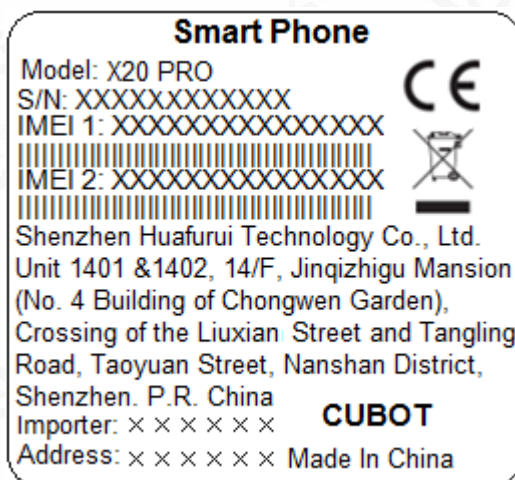 Smart Phone
Model: X20 PRO
S/N: XXXXXXXXXXXX
IMEI 1: XXXXXXXXXXXXXXX
IMEI 2: XXXXXXXXXXXXXXX
Shenzhen Huafurui Technology Co., Ltd.
Unit 1401 &1402, 14/F, Jinqizhigu Mansion
(No. 4 Building of Chongwen Garden),
Crossing of the Liuxian Street and Tangling
Road, Taoyuan Street, Nanshan District,
Shenzhen. P.R. China
CUBOT
Importer: × × × × × ×
Address: × × × × × × Made In China